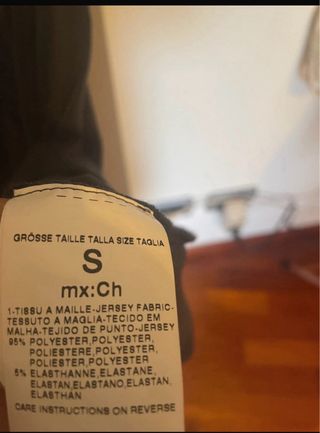 GRÖSSE TAILLE TALLA SIZE TAGLIA
S
mx:Ch
1-TISSU A MAILLE-JERSEY FABRIC-
TESSUTO A MAGLIA-TECIDO EM
MALHA-TEJIDO DE PUNTO-JERSEY
95% POLYESTER,POLYESTER,
POLIESTERE,POLYESTER,
POLIÉSTER,POLYESTER
5% ELASTHANNE,ELASTANE,
ELASTAN,ELASTANO,ELASTAN,
ELASTHAN
CARE INSTRUCTIONS ON REVERSE